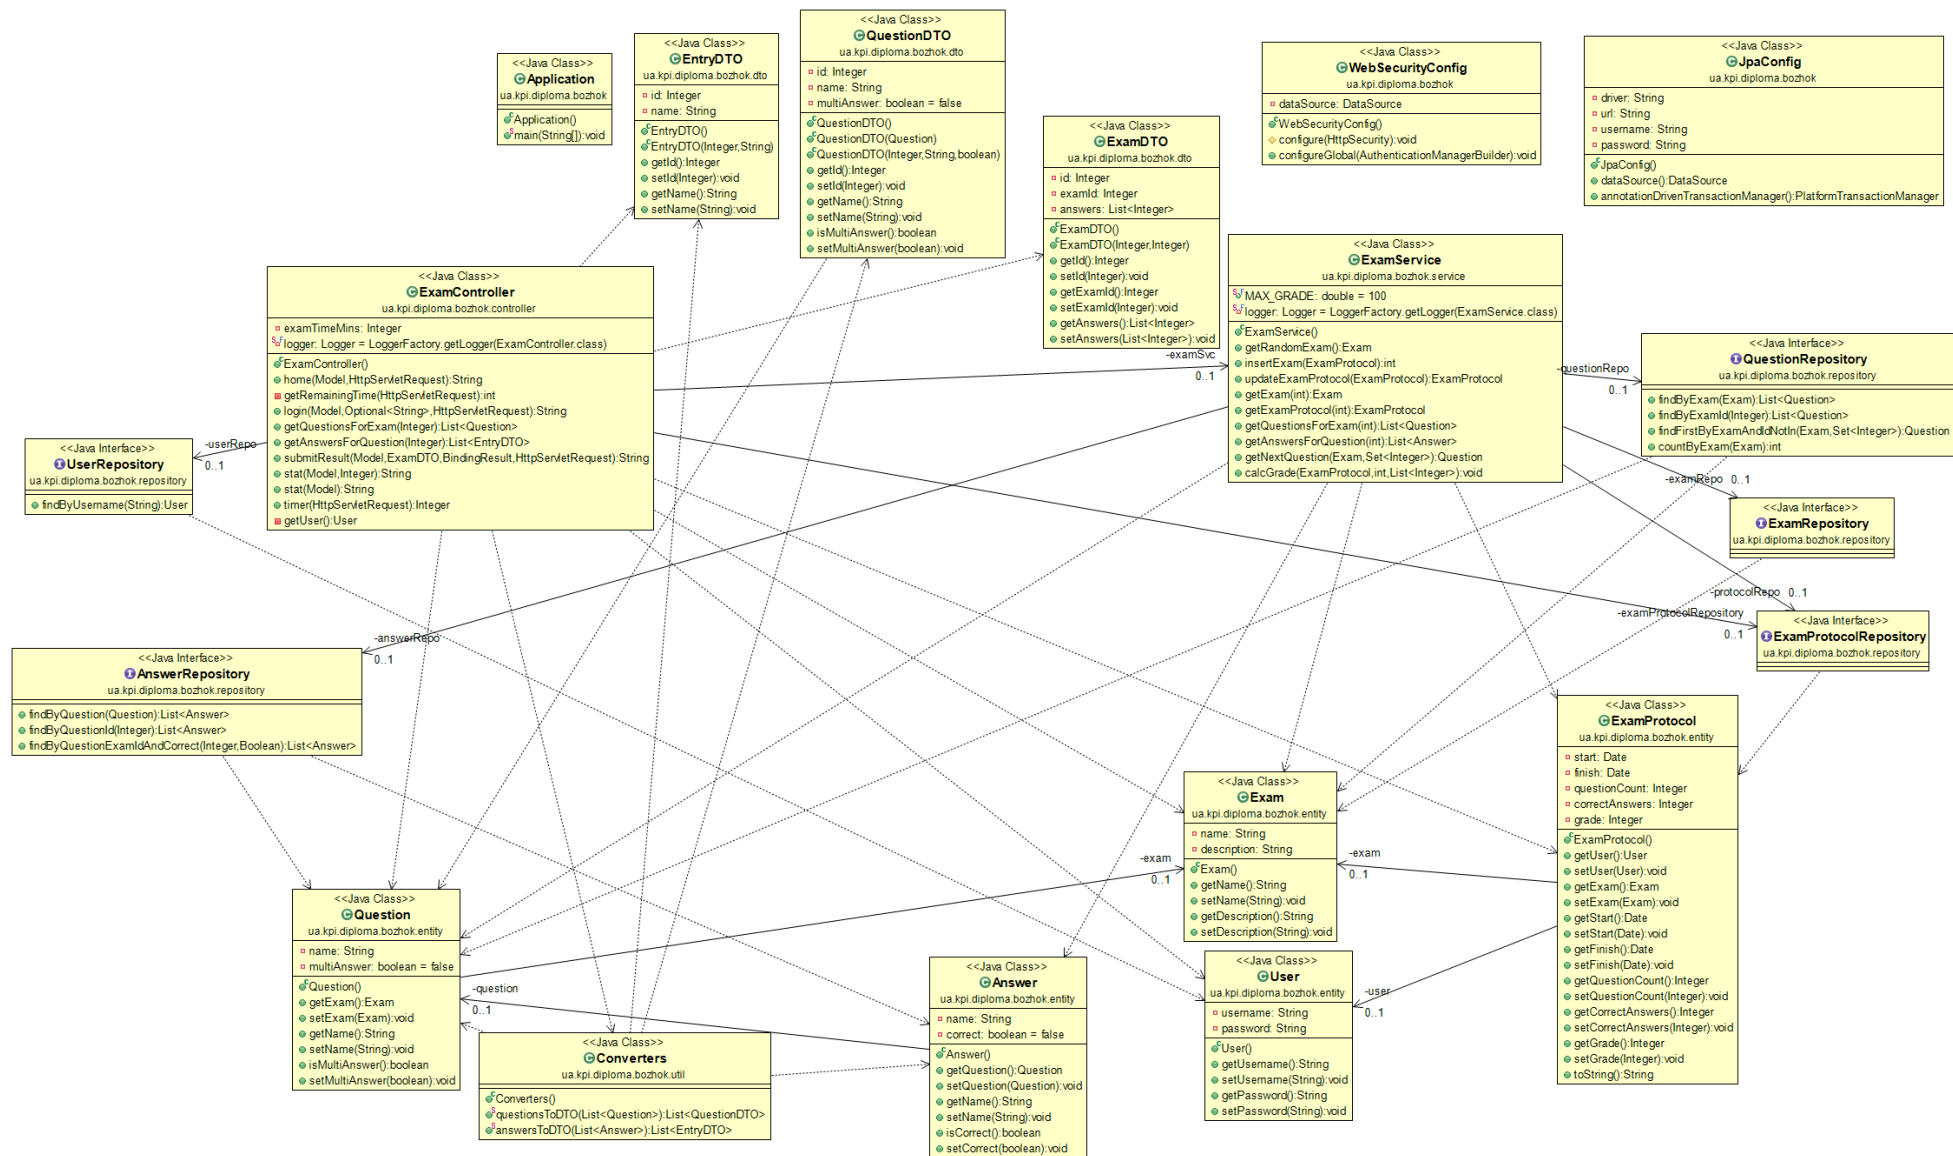 <<Java Class>>
Application
ua.kpi.diploma.bozhok
Application()
main(String[]):void
<<Java Class>>
EntryDTO
ua.kpi.diploma.bozhok.dto
id: Integer
name: String
EntryDTO()
EntryDTO(Integer,String)
getId():Integer
setId(Integer):void
getName():String
setName(String):void
<<Java Class>>
QuestionDTO
ua.kpi.diploma.bozhok.dto
id: Integer
name: String
multiAnswer: boolean = false
QuestionDTO()
QuestionDTO(Question)
QuestionDTO(Integer,String,boolean)
getId():Integer
setId(Integer):void
getName():String
setName(String):void
isMultiAnswer():boolean
setMultiAnswer(boolean):void
<<Java Class>>
ExamDTO
ua.kpi.diploma.bozhok.dto
id: Integer
examId: Integer
answers: List<Integer>
ExamDTO()
ExamDTO(Integer,Integer)
getId():Integer
setId(Integer):void
getExamId():Integer
setExamId(Integer):void
getAnswers():List<Integer>
setAnswers(List<Integer>):void
<<Java Class>>
WebSecurityConfig
ua.kpi.diploma.bozhok
dataSource: DataSource
WebSecurityConfig()
configure(HttpSecurity):void
configureGlobal(AuthenticationManagerBuilder):void
<<Java Class>>
JpaConfig
ua.kpi.diploma.bozhok
driver: String
url: String
username: String
password: String
JpaConfig()
dataSource():DataSource
annotationDrivenTransactionManager():PlatformTransactionManager
<<Java Class>>
ExamController
ua.kpi.diploma.bozhok.controller
examTimeMins: Integer
logger: Logger = LoggerFactory.getLogger(ExamController.class)
ExamController()
home(Model,HttpServletRequest):String
getRemainingTime(HttpServletRequest):int
login(Model,Optional<String>,HttpServletRequest):String
getQuestionsForExam(Integer):List<Question>
getAnswersForQuestion(Integer):List<EntryDTO>
submitResult(Model,ExamDTO,BindingResult,HttpServletRequest):String
stat(Model,Integer):String
stat(Model):String
timer(HttpServletRequest):Integer
getUser():User
<<Java Class>>
ExamService
ua.kpi.diploma.bozhok.service
MAX_GRADE: double = 100
logger: Logger = LoggerFactory.getLogger(ExamService.class)
ExamService()
getRandomExam():Exam
insertExam(ExamProtocol):int
updateExamProtocol(ExamProtocol):ExamProtocol
getExam(int):Exam
getExamProtocol(int):ExamProtocol
getQuestionsForExam(int):List<Question>
getAnswersForQuestion(int):List<Answer>
getNextQuestion(Exam,Set<Integer>):Question
calcGrade(ExamProtocol,int,List<Integer>):void
-examSvc
0..1
-questionRepo
0..1
<<Java Interface>>
QuestionRepository
ua.kpi.diploma.bozhok.repository
findByExam(Exam):List<Question>
findByExamId(Integer):List<Question>
findFirstByExamAndIdNotIn(Exam,Set<Integer>):Question
countByExam(Exam):int
-userRepo
0..1
<<Java Interface>>
UserRepository
ua.kpi.diploma.bozhok.repository
findByUsername(String):User
-examRepo
0..1
<<Java Interface>>
ExamRepository
ua.kpi.diploma.bozhok.repository
-protocolRepo
0..1
-examProtocolRepository
0..1
<<Java Interface>>
ExamProtocolRepository
ua.kpi.diploma.bozhok.repository
-answerRepo
0..1
<<Java Interface>>
AnswerRepository
ua.kpi.diploma.bozhok.repository
findByQuestion(Question):List<Answer>
findByQuestionId(Integer):List<Answer>
findByQuestionExamIdAndCorrect(Integer,Boolean):List<Answer>
<<Java Class>>
ExamProtocol
ua.kpi.diploma.bozhok.entity
start: Date
finish: Date
questionCount: Integer
correctAnswers: Integer
grade: Integer
ExamProtocol()
getUser():User
setUser(User):void
getExam():Exam
setExam(Exam):void
getStart():Date
setStart(Date):void
getFinish():Date
setFinish(Date):void
getQuestionCount():Integer
setQuestionCount(Integer):void
getCorrectAnswers():Integer
setCorrectAnswers(Integer):void
getGrade():Integer
setGrade(Integer):void
toString():String
<<Java Class>>
Exam
ua.kpi.diploma.bozhok.entity
name: String
description: String
Exam()
getName():String
setName(String):void
getDescription():String
setDescription(String):void
-exam
0..1
-exam
0..1
<<Java Class>>
Question
ua.kpi.diploma.bozhok.entity
name: String
multiAnswer: boolean = false
Question()
getExam():Exam
setExam(Exam):void
getName():String
setName(String):void
isMultiAnswer():boolean
setMultiAnswer(boolean):void
-question
0..1
<<Java Class>>
Converters
ua.kpi.diploma.bozhok.util
Converters()
questionsToDTO(List<Question>):List<QuestionDTO>
answersToDTO(List<Answer>):List<EntryDTO>
<<Java Class>>
Answer
ua.kpi.diploma.bozhok.entity
name: String
correct: boolean = false
Answer()
getQuestion():Question
setQuestion(Question):void
getName():String
setName(String):void
isCorrect():boolean
setCorrect(boolean):void
<<Java Class>>
User
ua.kpi.diploma.bozhok.entity
username: String
password: String
User()
getUsername():String
setUsername(String):void
getPassword():String
setPassword(String):void
-user
0..1